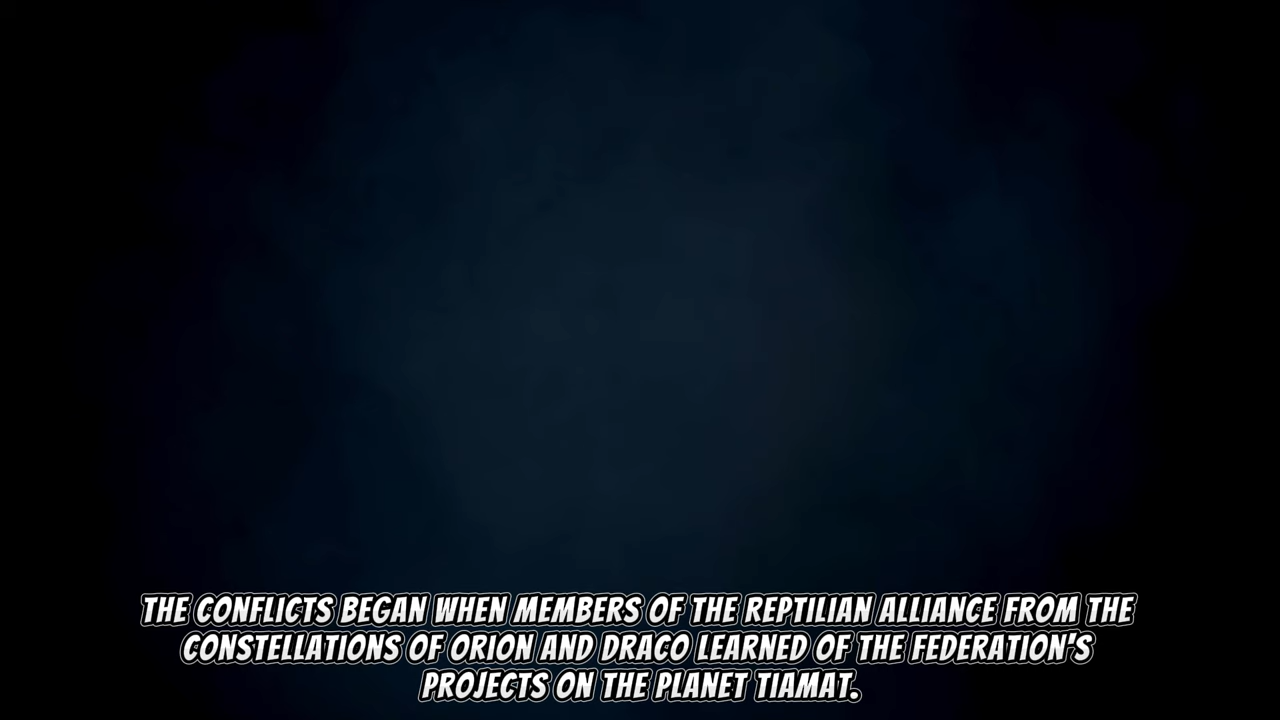 THE CONFLICTS BEGAN WHEN MEMBERS OF THE REPTILIAN ALLIANCE FROM THE
CONSTELLATIONS OF ORION AND DRACO LEARNED OF THE FEDERATION'S
PROJECTS ON THE PLANET TIAMAT.